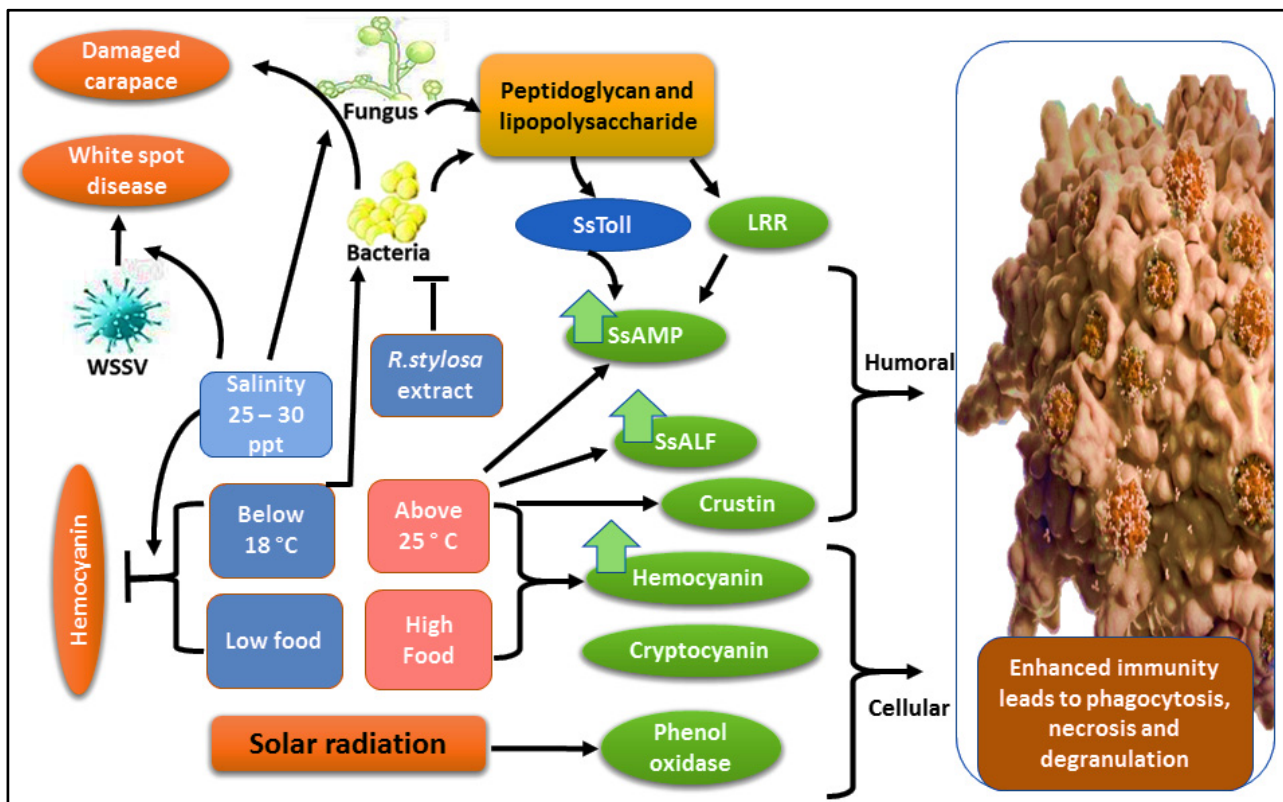 Damaged
carapace
Fungus
Peptidoglycan and
lipopolysaccharide
White spot
disease
Bacteria
SsToll
LRR
WSSV
SsAMP
Humoral
R.stylosa
extract
Salinity
25 – 30
ppt
SsALF
Crustin
Below
18 °C
Above
25 ° C
Hemocyanin
Hemocyanin
Low food
High
Food
Cryptocyanin
Cellular
Solar radiation
Phenol
oxidase
Enhanced immunity
leads to phagocytosis,
necrosis and
degranulation